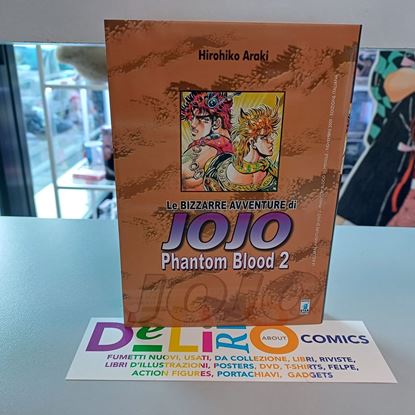 Hirohiko Araki
Le BIZZARRE AVVENTURE di
JOJO
Phantom Blood 2
JOJO
DeLiRiO ABOUT COMICS
FUMETTI NUOVI, USATI, DA COLLEZIONE, LIBRI, RIVISTE,
LIBRI D'ILLUSTRAZIONI, POSTERS, DVD, T-SHIRTS, FELPE,
ACTION FIGURES, PORTACHIAVI, GADGETS